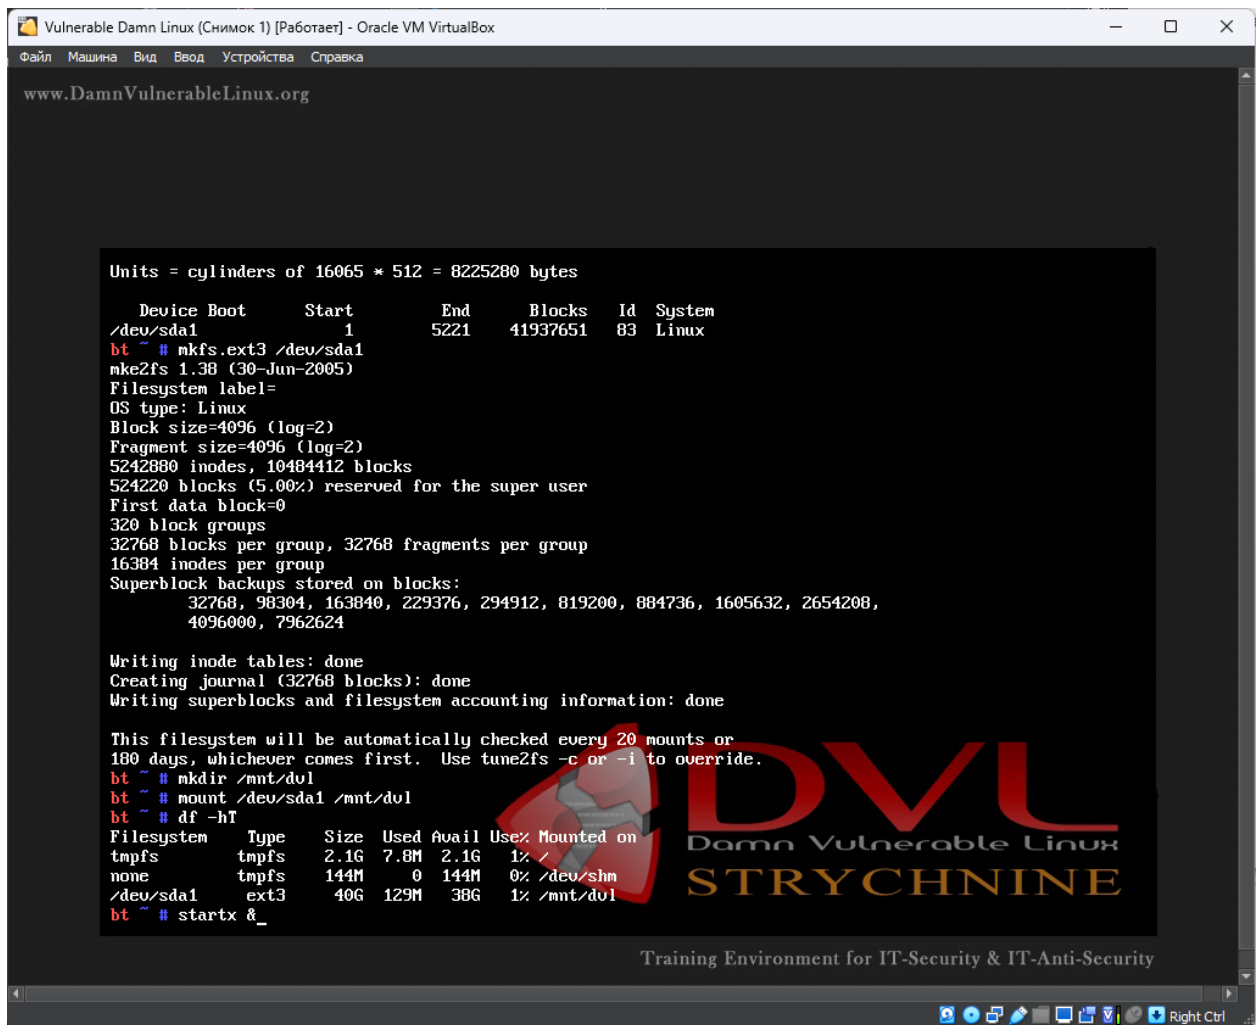 Vulnerable Damn Linux (Снимок 1) [Работает] - Oracle VM VirtualBox
Файл Машина Вид Ввод Устройства Справка
www.DamnVulnerableLinux.org
Units = cylinders of 16065 * 512 = 8225280 bytes
Device Boot Start End Blocks Id System
/dev/sda1 1 5221 41937651 83 Linux
bt ~ # mkfs.ext3 /dev/sda1
mke2fs 1.38 (30-Jun-2005)
Filesystem label=
OS type: Linux
Block size=4096 (log=2)
Fragment size=4096 (log=2)
5242880 inodes, 10484412 blocks
524220 blocks (5.00%) reserved for the super user
First data block=0
320 block groups
32768 blocks per group, 32768 fragments per group
16384 inodes per group
Superblock backups stored on blocks:
32768, 98304, 163840, 229376, 294912, 819200, 884736, 1605632, 2654208,
4096000, 7962624
Writing inode tables: done
Creating journal (32768 blocks): done
Writing superblocks and filesystem accounting information: done
This filesystem will be automatically checked every 20 mounts or
180 days, whichever comes first. Use tune2fs -c or -i to override.
bt ~ # mkdir /mnt/dvl
bt ~ # mount /dev/sda1 /mnt/dvl
bt ~ # df -hT
Filesystem Type Size Used Avail Use% Mounted on
tmpfs tmpfs 2.1G 7.8M 2.1G 1% /
none tmpfs 144M 0 144M 0% /dev/shm
/dev/sda1 ext3 40G 129M 38G 1% /mnt/dvl
bt ~ # startx &_
DVL
Damn Vulnerable Linux
STRYCHNINE
Training Environment for IT-Security & IT-Anti-Security
Right Ctrl